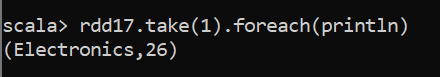 scala> rdd17.take(1).foreach(println)
(Electronics,26)